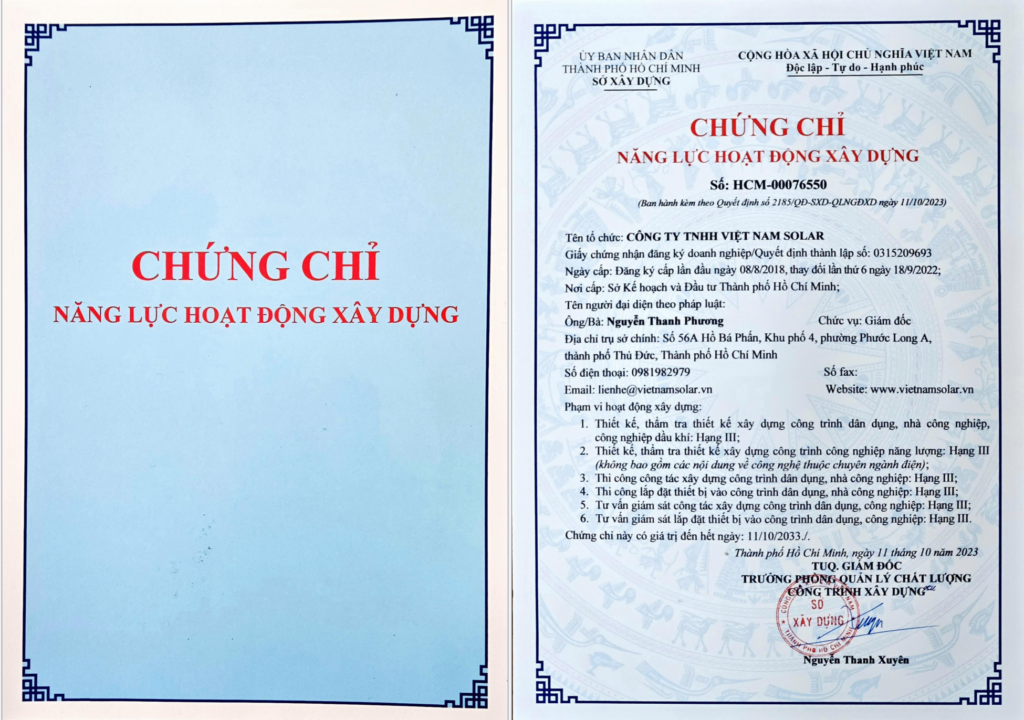 CHỨNG CHỈ
NĂNG LỰC HOẠT ĐỘNG XÂY DỰNG
ỦY BAN NHÂN DÂN
THÀNH PHỐ HỒ CHÍ MINH
SỞ XÂY DỰNG
CỘNG HÒA XÃ HỘI CHỦ NGHĨA VIỆT NAM
Độc lập - Tự do - Hạnh phúc
CHỨNG CHỈ
NĂNG LỰC HOẠT ĐỘNG XÂY DỰNG
Số: HCM-00076550
(Ban hành kèm theo Quyết định số 2185/QĐ-SXD-QLNGĐXD ngày 11/10/2023)
Tên tổ chức: CÔNG TY TNHH VIỆT NAM SOLAR
Giấy chứng nhận đăng ký doanh nghiệp/Quyết định thành lập số: 0315209693
Ngày cấp: Đăng ký cấp lần đầu ngày 08/8/2018, thay đổi lần thứ 6 ngày 18/9/2022;
Nơi cấp: Sở Kế hoạch và Đầu tư Thành phố Hồ Chí Minh;
Tên người đại diện theo pháp luật:
Ông/Bà: Nguyễn Thanh Phương Chức vụ: Giám đốc
Địa chỉ trụ sở chính: Số 56A Hồ Bá Phấn, Khu phố 4, phường Phước Long A,
thành phố Thủ Đức, Thành phố Hồ Chí Minh
Số điện thoại: 0981982979 Số fax:
Email: lienhe@vietnamsolar.vn Website: www.vietnamsolar.vn
Phạm vi hoạt động xây dựng:
1. Thiết kế, thẩm tra thiết kế xây dựng công trình dân dụng, nhà công nghiệp,
công nghiệp dầu khí: Hạng III;
2. Thiết kế, thẩm tra thiết kế xây dựng công trình công nghiệp năng lượng: Hạng III
(không bao gồm các nội dung về công nghệ thuộc chuyên ngành điện);
3. Thi công công tác xây dựng công trình dân dụng, nhà công nghiệp: Hạng III;
4. Thi công lắp đặt thiết bị vào công trình dân dụng, nhà công nghiệp: Hạng III;
5. Tư vấn giám sát công tác xây dựng công trình dân dụng, công nghiệp: Hạng III;
6. Tư vấn giám sát lắp đặt thiết bị vào công trình dân dụng, công nghiệp: Hạng III.
Chứng chỉ này có giá trị đến hết ngày: 11/10/2033./.
Thành phố Hồ Chí Minh, ngày 11 tháng 10 năm 2023
TUQ. GIÁM ĐỐC
TRƯỞNG PHÒNG QUẢN LÝ CHẤT LƯỢNG
CÔNG TRÌNH XÂY DỰNG
SỞ
XÂY DỰNG
THÀNH PHỐ HỒ CHÍ MINH
Nguyễn Thanh Xuyên